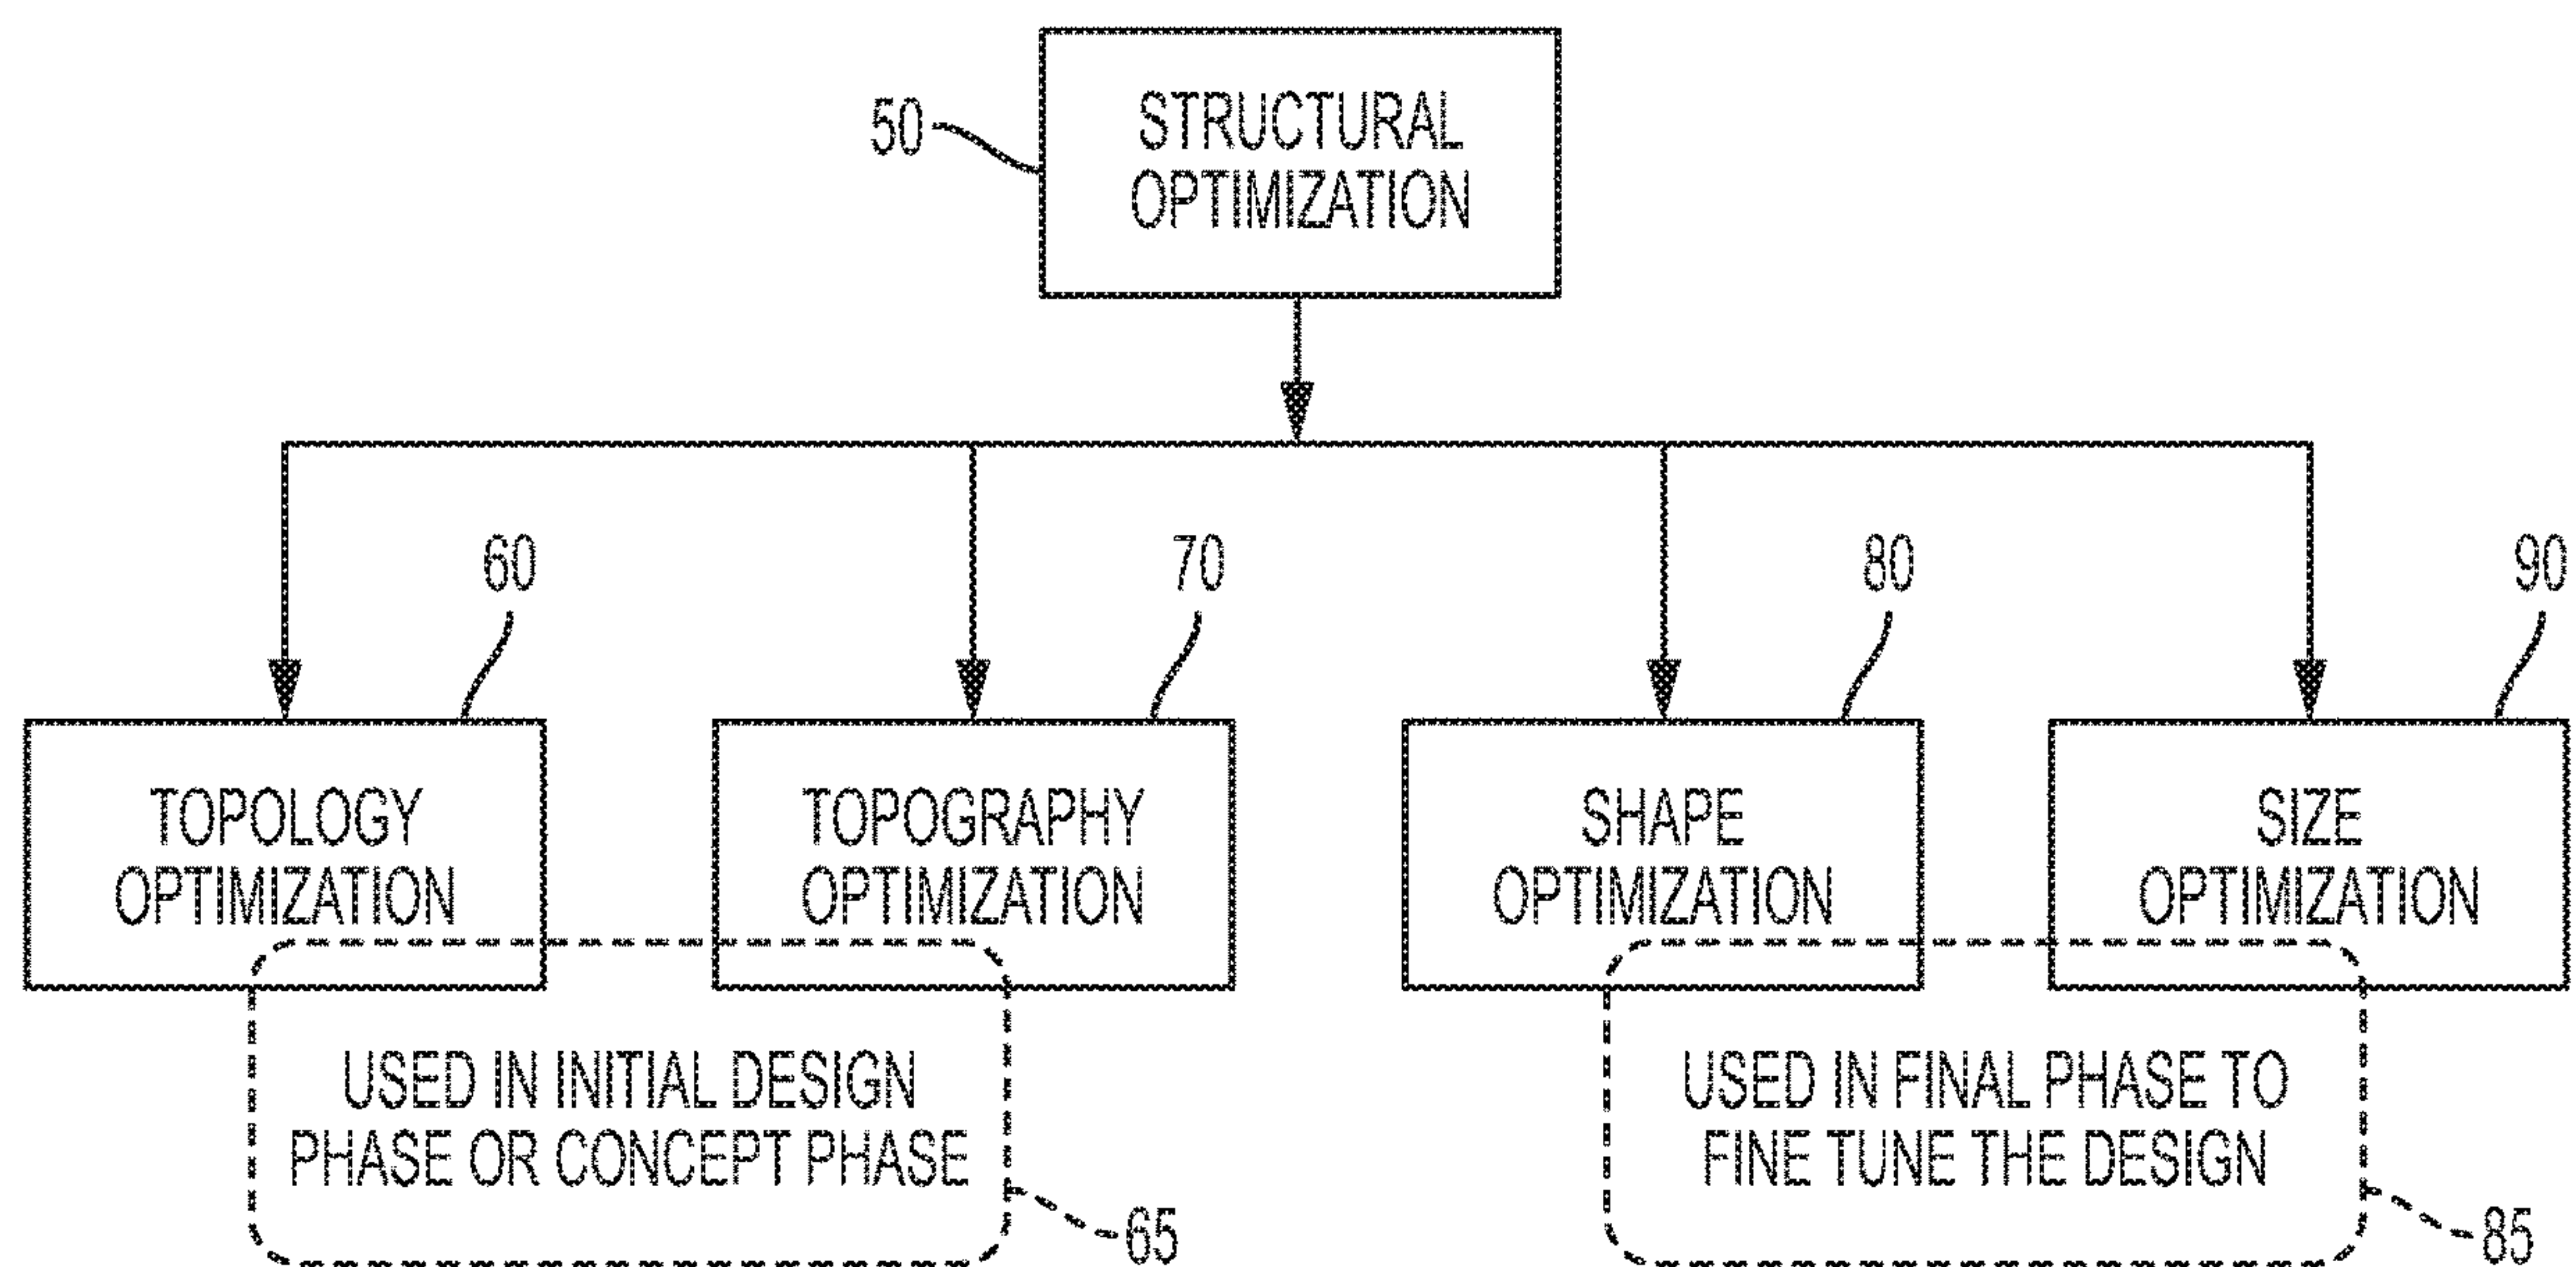 50
STRUCTURAL
OPTIMIZATION
60
70
80
90
TOPOLOGY
OPTIMIZATION
TOPOGRAPHY
OPTIMIZATION
SHAPE
OPTIMIZATION
SIZE
OPTIMIZATION
USED IN INITIAL DESIGN
PHASE OR CONCEPT PHASE
65
USED IN FINAL PHASE TO
FINE TUNE THE DESIGN
85